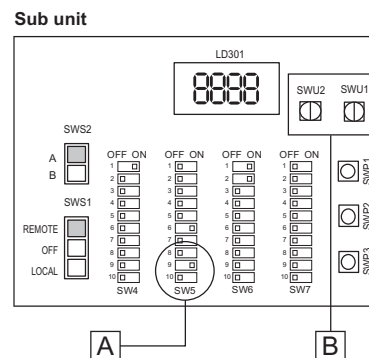 Sub unit
LD301
8888
SWU2 SWU1
SWS2
A
B
OFF ON OFF ON OFF ON OFF ON
1 1 1 1
2 2 2 2
3 3 3 3
4 4 4 4
5 5 5 5
6 6 6 6
7 7 7 7
8 8 8 8
9 9 9 9
10 10 10 10
SW4 SW5 SW6 SW7
SWS1
REMOTE
OFF
LOCAL
SWP1
SWP2
SWP3
A B